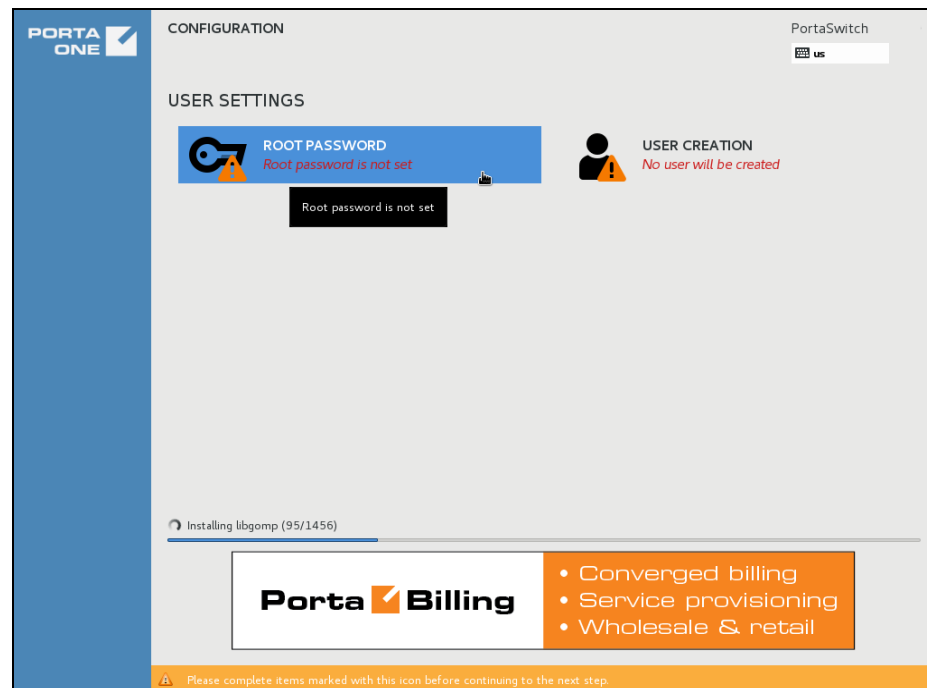 PORTA
ONE
CONFIGURATION
PortaSwitch
us
USER SETTINGS
ROOT PASSWORD
Root password is not set
USER CREATION
No user will be created
Root password is not set
Installing libgomp (95/1456)
Porta Billing
• Converged billing
• Service provisioning
• Wholesale & retail
Please complete items marked with this icon before continuing to the next step.